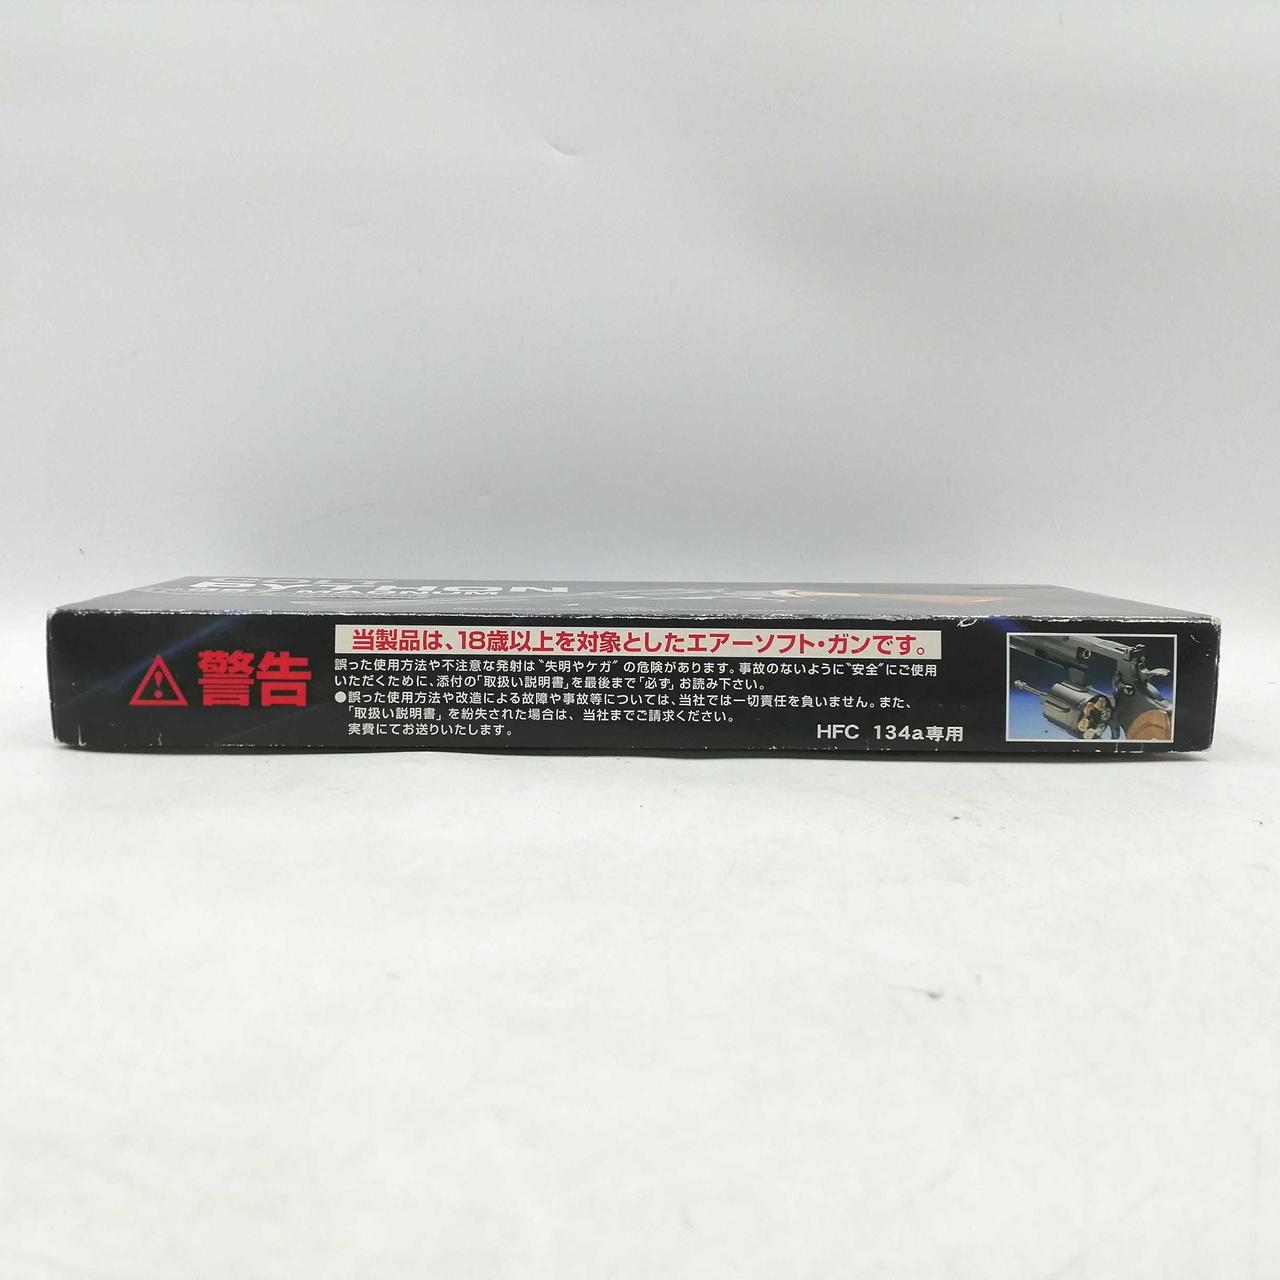 COLT
PYTHON
MAGNUM
警告
当製品は、18歳以上を対象としたエアーソフト・ガンです。
誤った使用方法や不注意な発射は“失明やケガ”の危険があります。事故のないように“安全”にご使用
いただくために、添付の「取扱い説明書」を最後まで「必ず」お読み下さい。
●誤った使用方法や改造による故障や事故等については、当社では一切責任を負いません。また、
「取扱い説明書」を紛失された場合は、当社までご請求ください。
実費にてお送りいたします。
HFC 134a専用